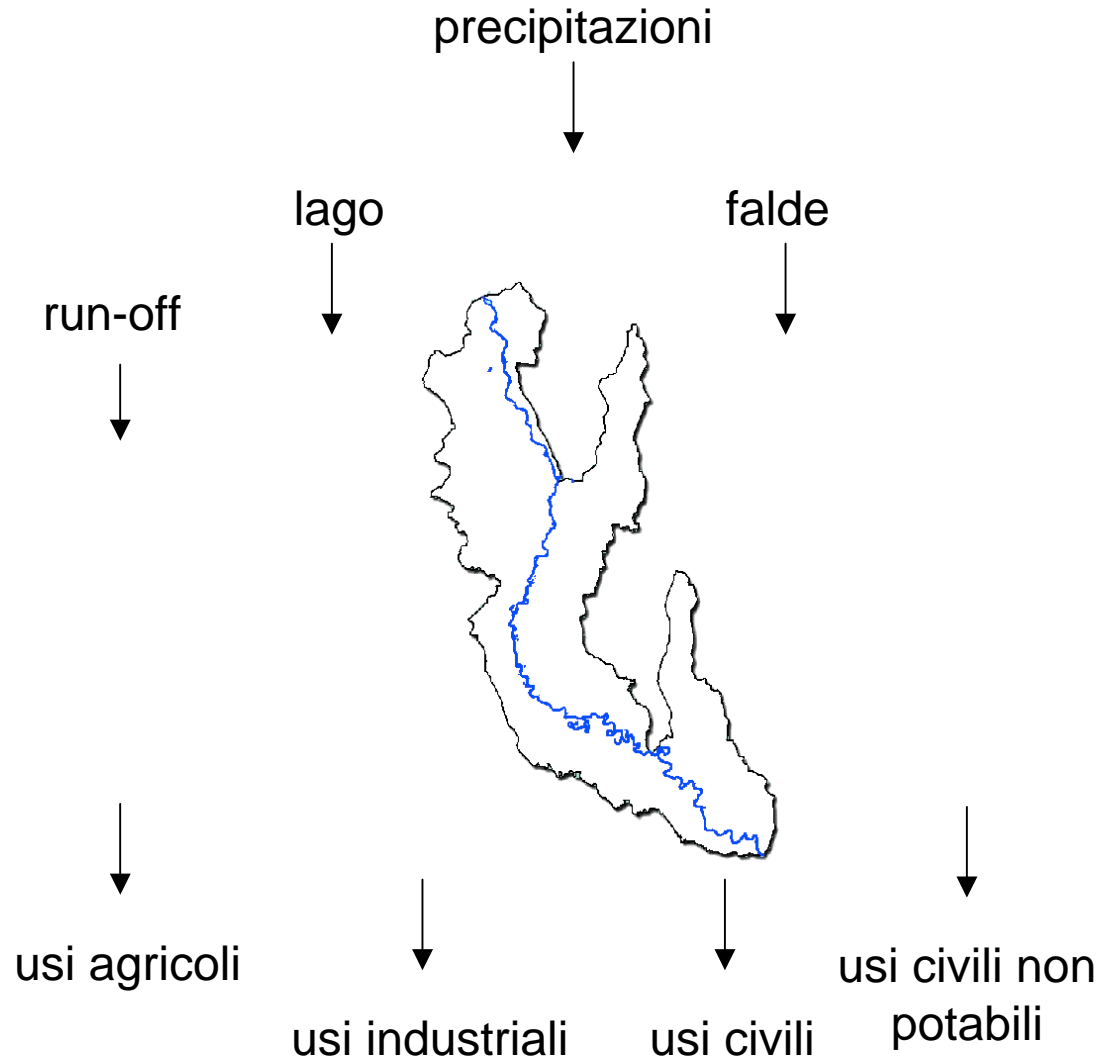 precipitazioni
lago
falde
run-off
usi agricoli
usi industriali
usi civili
usi civili non
potabili